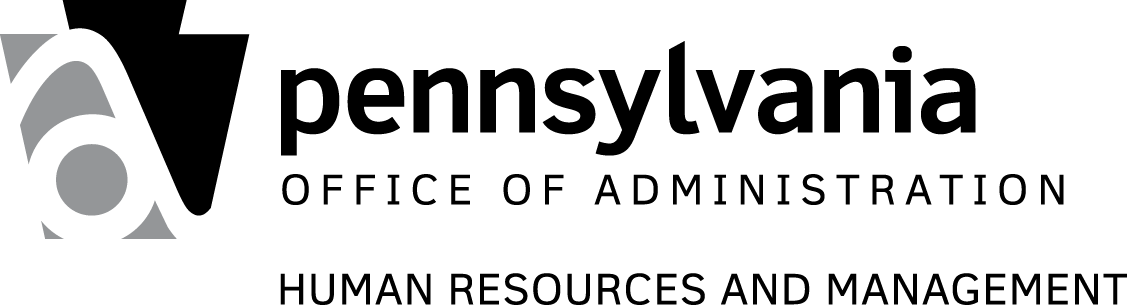 pennsylvania
OFFICE OF ADMINISTRATION
HUMAN RESOURCES AND MANAGEMENT